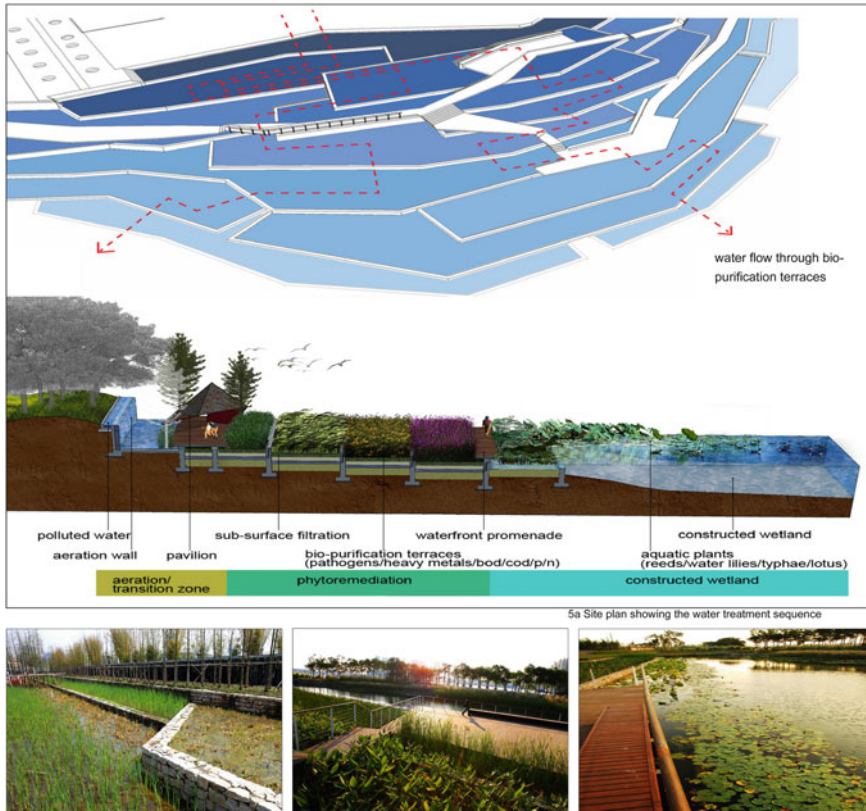 water flow through bio-
purification terraces
polluted water
sub-surface filtration
waterfront promenade
constructed wetland
aeration wall
pavilion
bio-purification terraces
(pathogens/heavy metals/bod/cod/p/n)
aquatic plants
(reeds/water lilies/typhae/lotus)
aeration/
transition zone
phytoremediation
constructed wetland
5a Site plan showing the water treatment sequence